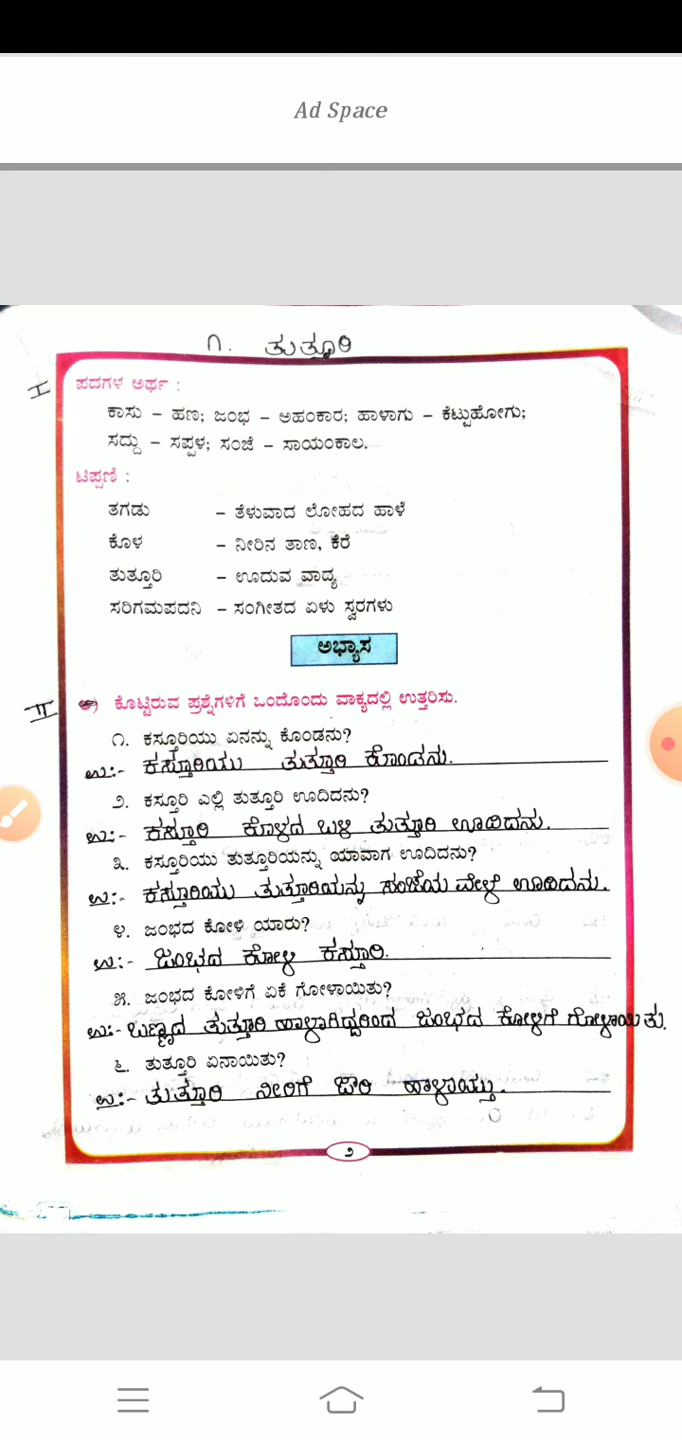 Ad Space
೧. ತುತ್ತೂರಿ
I ಪದಗಳ ಅರ್ಥ :
ಕಾಸು – ಹಣ; ಜಂಭ – ಅಹಂಕಾರ; ಹಾಳಾಗು – ಕೆಟ್ಟುಹೋಗು;
ಸದ್ದು – ಸಪ್ಪಳ; ಸಂಜೆ – ಸಾಯಂಕಾಲ.
ಟಿಪ್ಪಣಿ :
ತಗಡು – ತೆಳುವಾದ ಲೋಹದ ಹಾಳೆ
ಕೊಳ – ನೀರಿನ ತಾಣ, ಕೆರೆ
ತುತ್ತೂರಿ – ಊದುವ ವಾದ್ಯ
ಸರಿಗಮಪದನಿ – ಸಂಗೀತದ ಏಳು ಸ್ವರಗಳು
ಅಭ್ಯಾಸ
II ಕೊಟ್ಟಿರುವ ಪ್ರಶ್ನೆಗಳಿಗೆ ಒಂದೊಂದು ವಾಕ್ಯದಲ್ಲಿ ಉತ್ತರಿಸು.
೧. ಕಸ್ತೂರಿಯು ಏನನ್ನು ಕೊಂಡನು?
ಉ:- ಕಸ್ತೂರಿಯು ತುತ್ತೂರಿ ಕೊಂಡನು.
೨. ಕಸ್ತೂರಿ ಎಲ್ಲಿ ತುತ್ತೂರಿ ಊದಿದನು?
ಉ:- ಕಸ್ತೂರಿ ಕೊಳದ ಬಳಿ ತುತ್ತೂರಿ ಊದಿದನು.
೩. ಕಸ್ತೂರಿಯು ತುತ್ತೂರಿಯನ್ನು ಯಾವಾಗ ಊದಿದನು?
ಉ:- ಕಸ್ತೂರಿಯು ತುತ್ತೂರಿಯನ್ನು ಸಂಜೆಯ ವೇಳೆ ಊದಿದನು.
೪. ಜಂಭದ ಕೋಳಿ ಯಾರು?
ಉ:- ಜಂಭದ ಕೋಳಿ ಕಸ್ತೂರಿ.
೫. ಜಂಭದ ಕೋಳಿಗೆ ಏಕೆ ಗೋಳಾಯಿತು?
ಉ:- ಬಣ್ಣದ ತುತ್ತೂರಿ ಹಾಳಾಗಿದ್ದರಿಂದ ಜಂಭದ ಕೋಳಿಗೆ ಗೋಳಾಯಿತು.
೬. ತುತ್ತೂರಿ ಏನಾಯಿತು?
ಉ:- ತುತ್ತೂರಿ ನೀರಿಗೆ ಜಾರಿ ಹಾಳಾಯ್ತು.
೨